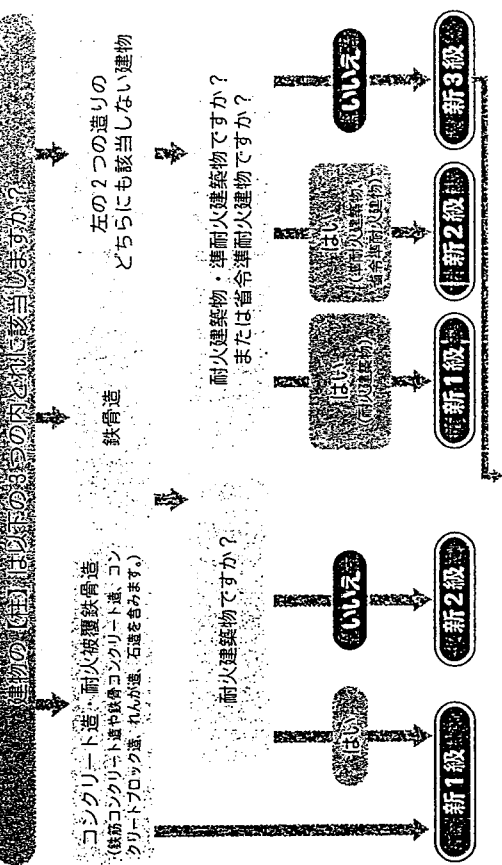 建物の【柱】は以下の3つの内どれに該当しますか？
コンクリート造・耐火被覆鉄骨造
(鉄筋コンクリート造や鉄骨コンクリート造、コン
クリートブロック造、れんが造、石造を含みます。)
鉄骨造
左の2つの造りの
どちらにも該当しない建物
耐火建築物ですか？
耐火建築物・準耐火建築物ですか？
または省令準耐火建物ですか？
はい
いいえ
はい
(耐火建築物)
はい
(準耐火建築物、
省令準耐火建物)
いいえ
新1級
新2級
新1級
新2級
新3級